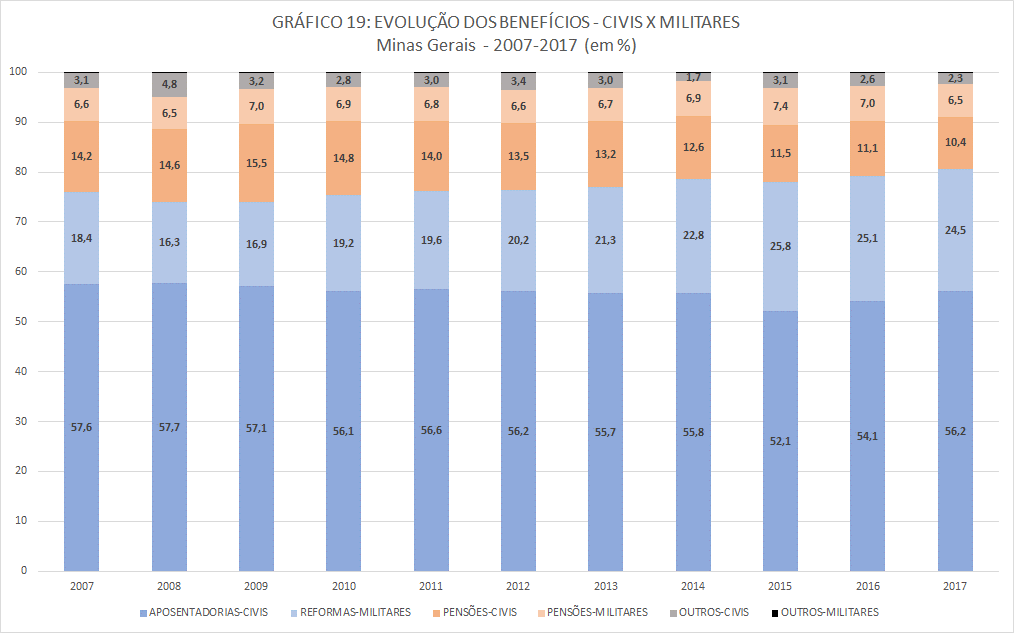 GRÁFICO 19: EVOLUÇÃO DOS BENEFÍCIOS - CIVIS X MILITARES
Minas Gerais - 2007-2017 (em %)
100
90
80
70
60
50
40
30
20
10
0
3,1 4,8 3,2 2,8 3,0 3,4 3,0 1,7 3,1 2,6 2,3
6,6 6,5 7,0 6,9 6,8 6,6 6,7 6,9 7,4 7,0 6,5
14,2 14,6 15,5 14,8 14,0 13,5 13,2 12,6 11,5 11,1 10,4
18,4 16,3 16,9 19,2 19,6 20,2 21,3 22,8 25,8 25,1 24,5
57,6 57,7 57,1 56,1 56,6 56,2 55,7 55,8 52,1 54,1 56,2
2007 2008 2009 2010 2011 2012 2013 2014 2015 2016 2017
APOSENTADORIAS-CIVIS REFORMAS-MILITARES PENSÕES-CIVIS PENSÕES-MILITARES OUTROS-CIVIS OUTROS-MILITARES